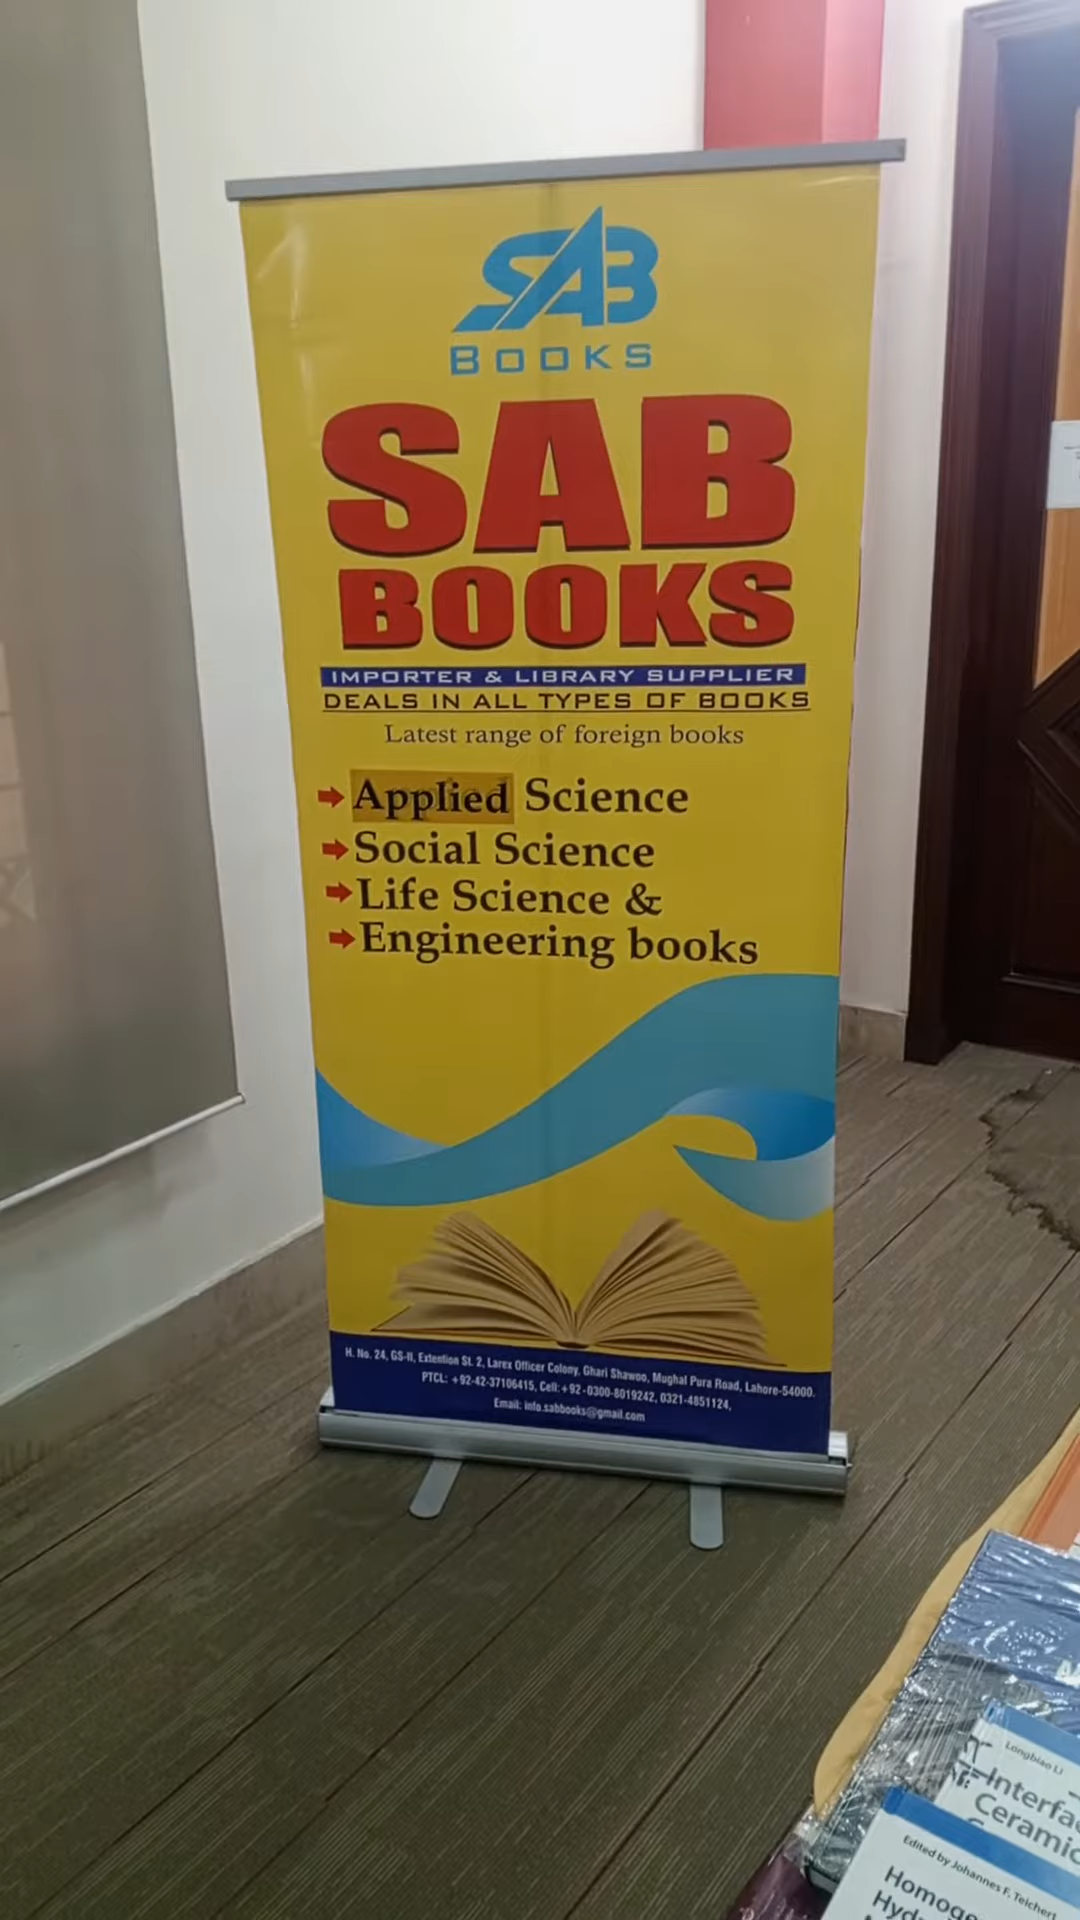 SAB
BOOKS
SAB
BOOKS
IMPORTER & LIBRARY SUPPLIER
DEALS IN ALL TYPES OF BOOKS
Latest range of foreign books
Applied Science
Social Science
Life Science &
Engineering books
H. No. 24, GS-II, Extention St. 2, Larex Officer Colony, Ghari Shawoo, Mughal Pura Road, Lahore-54000.
PTCL: +92-42-37106415, Cell:+92-0300-8019242, 0321-4851124,
Email: info.sabbooks@gmail.com
Longbiao Li
Ceramic
Edited by Johannes F. Teichert